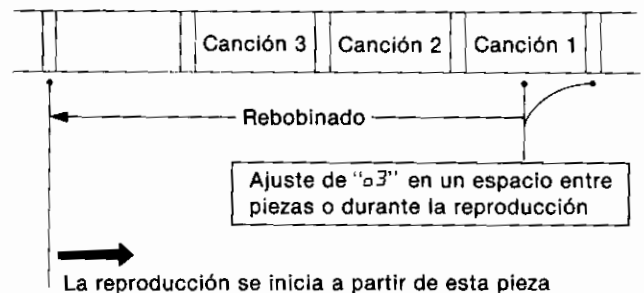 Canción 3 Canción 2 Canción 1
Rebobinado
Ajuste de “o3” en un espacio entre
piezas o durante la reproducción
La reproducción se inicia a partir de esta pieza